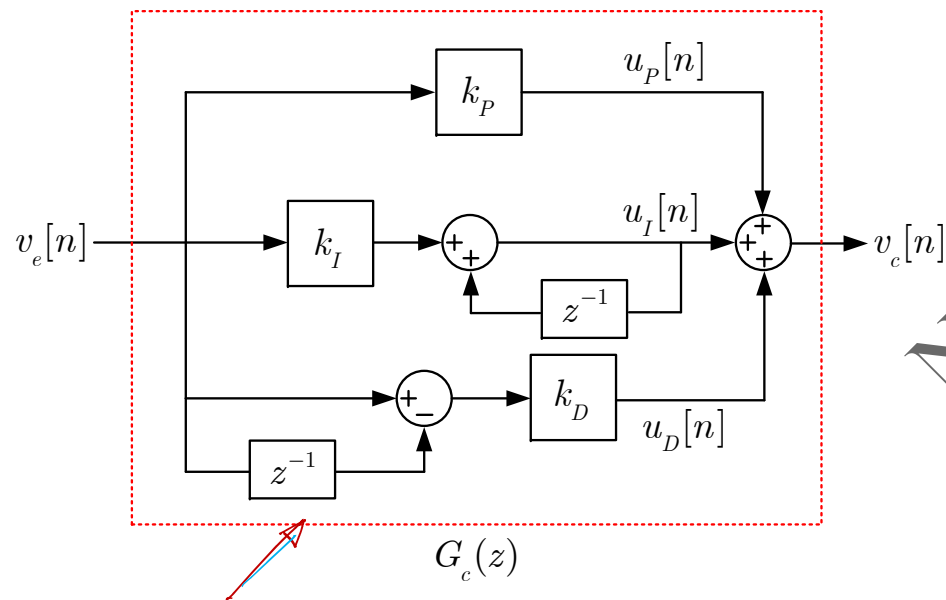 u_P[n]
k_P
v_e[n]
k_I
+
+
u_I[n]
+
+
+
v_c[n]
z^{-1}
+
−
k_D
u_D[n]
z^{-1}
G_c(z)